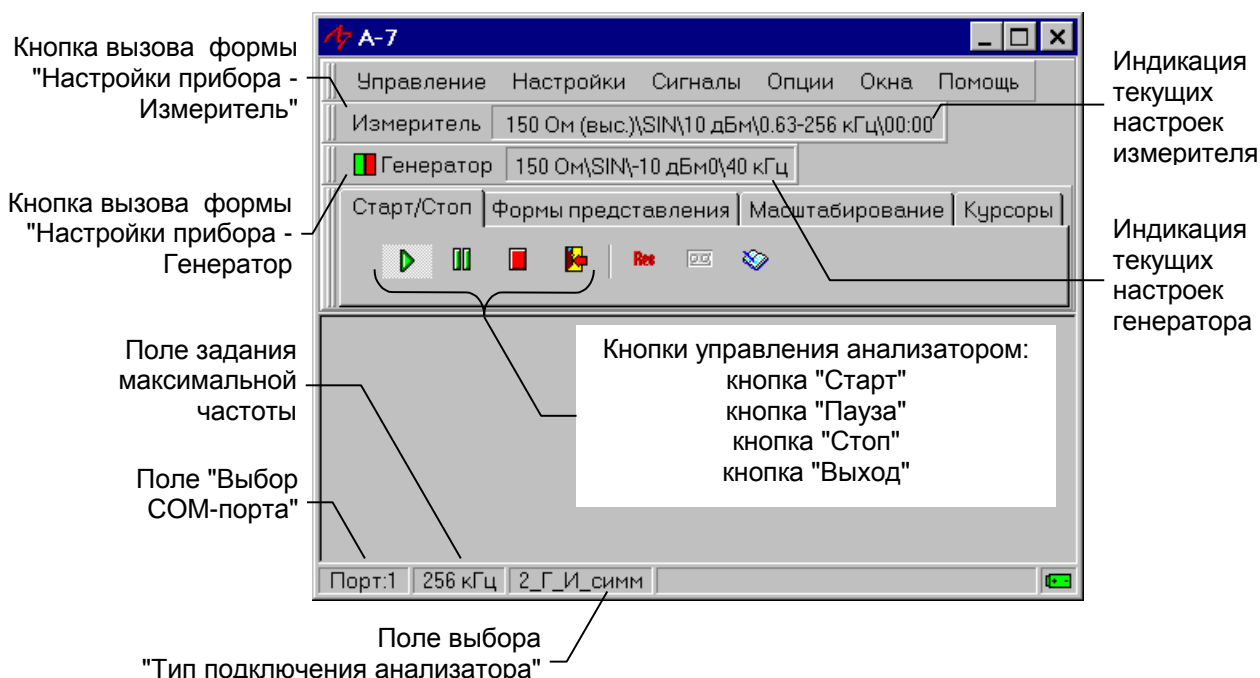 Кнопка вызова формы
"Настройки прибора -
Измеритель"
А-7
Управление Настройки Сигналы Опции Окна Помощь
Измеритель 150 Ом (выс.)\SIN\10 дБм\0.63-256 кГц\00:00
Генератор 150 Ом\SIN\-10 дБм0\40 кГц
Старт/Стоп Формы представления Масштабирование Курсоры
Rec
Индикация
текущих
настроек
измерителя
Кнопка вызова формы
"Настройки прибора -
Генератор
Индикация
текущих
настроек
генератора
Кнопки управления анализатором:
кнопка "Старт"
кнопка "Пауза"
кнопка "Стоп"
кнопка "Выход"
Поле задания
максимальной
частоты
Поле "Выбор
COM-порта"
Порт:1 256 кГц 2_Г_И_симм
Поле выбора
"Тип подключения анализатора"